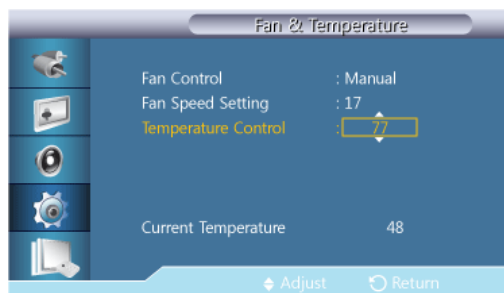 Fan & Temperature
Fan Control : Manual
Fan Speed Setting : 17
Temperature Control : 77
Current Temperature 48
Adjust Return